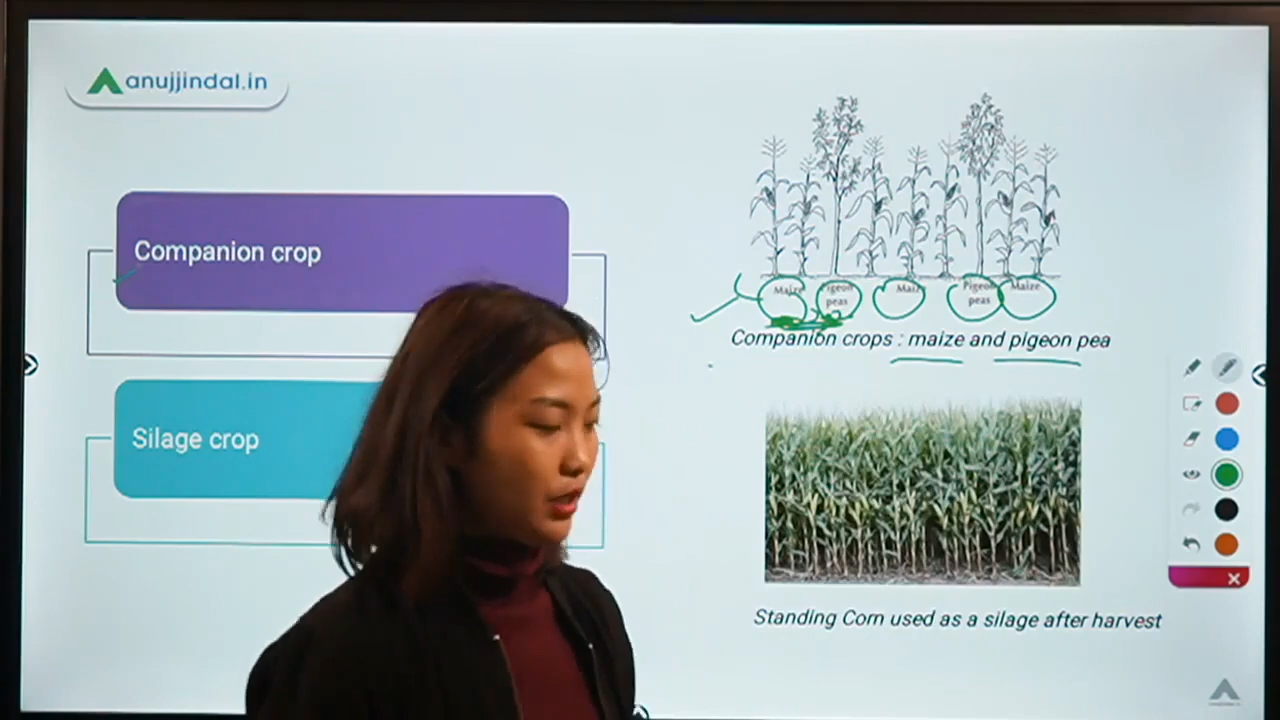 anujjindal.in
Companion crop
Silage crop
Maize Pigeon Maize Pigeon Maize
peas peas
Companion crops : maize and pigeon pea
Standing Corn used as a silage after harvest